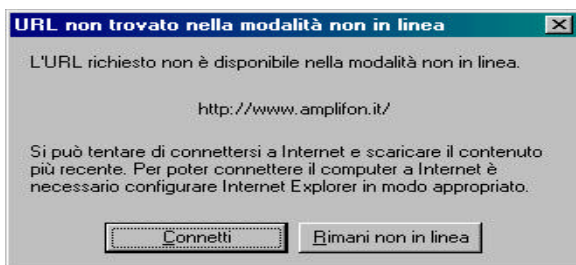 URL non trovato nella modalità non in linea
L'URL richiesto non è disponibile nella modalità non in linea.
http://www.amplifon.it/
Si può tentare di connettersi a Internet e scaricare il contenuto
più recente. Per poter connettere il computer a Internet è
necessario configurare Internet Explorer in modo appropriato.
Connetti
Rimani non in linea